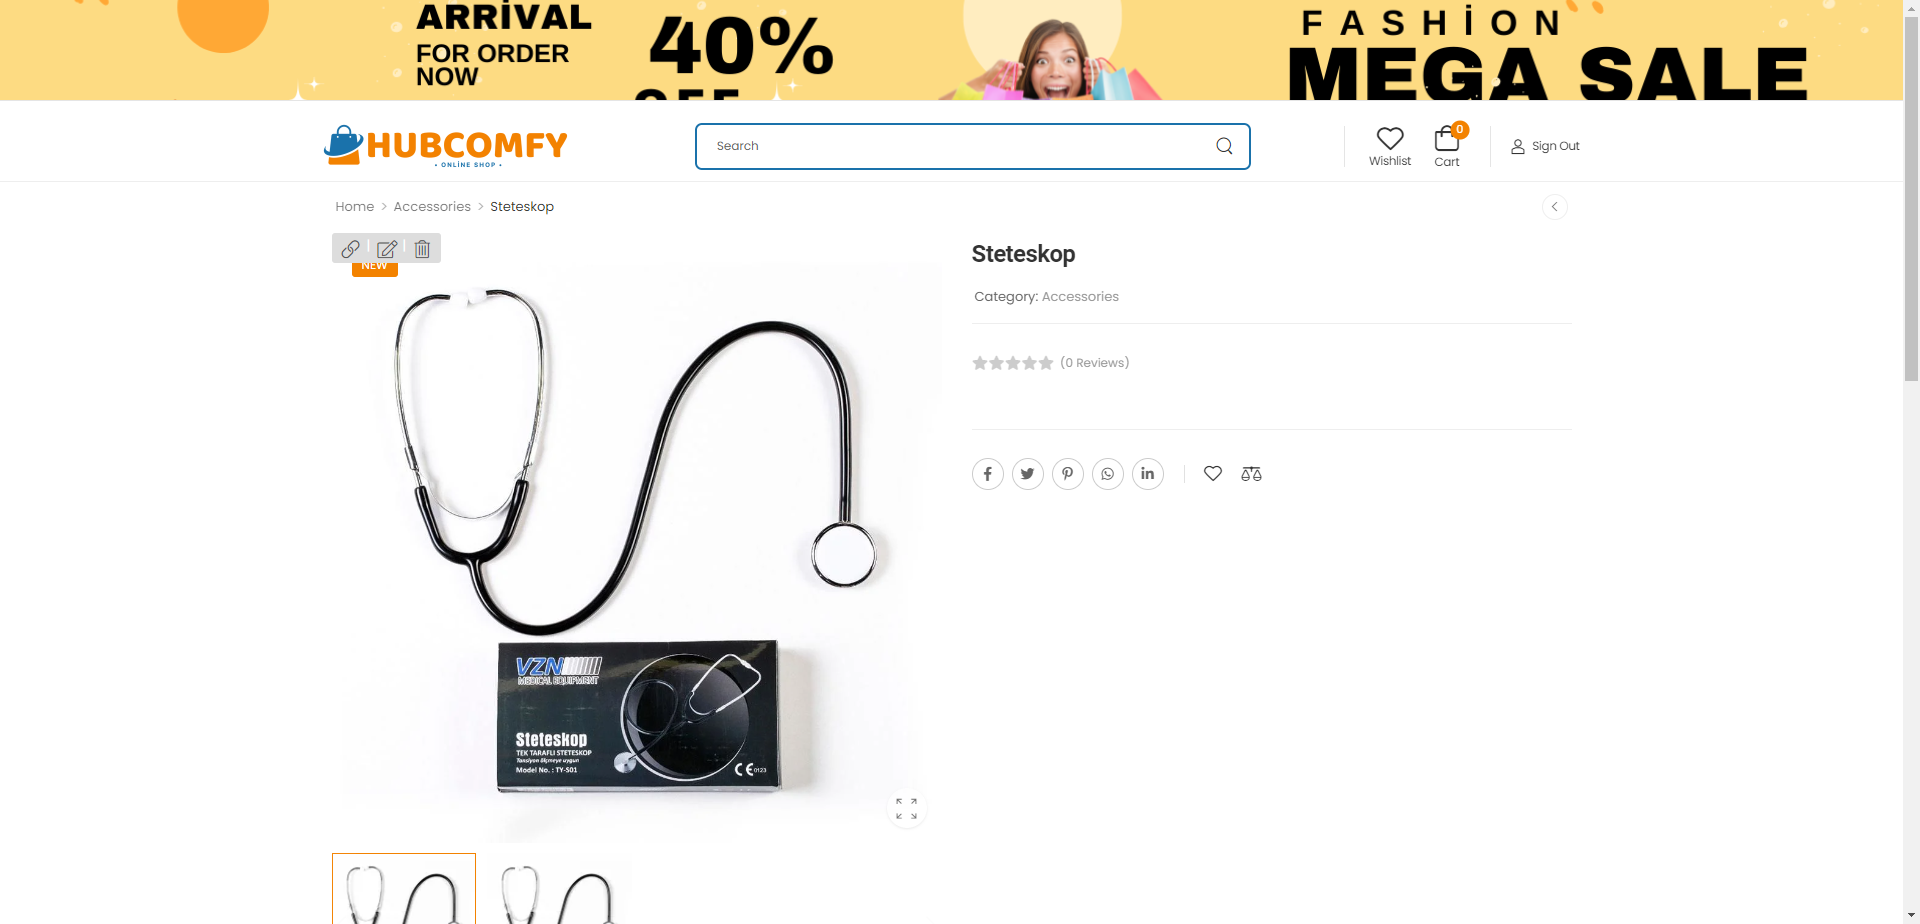 ARRİVAL
FOR ORDER
NOW
40%
FASHİON
MEGA SALE
HUBCOMFY
• ONLİNE SHOP •
Search
Wishlist
0
Cart
Sign Out
Home > Accessories > Steteskop
NEW
Steteskop
Category: Accessories
(0 Reviews)
VZN
MEDICAL EQUIPMENT
Steteskop
TEK TARAFLI STETESKOP
Tansiyon ölçmeye uygun
Model No. : TY-S01
CE 0123